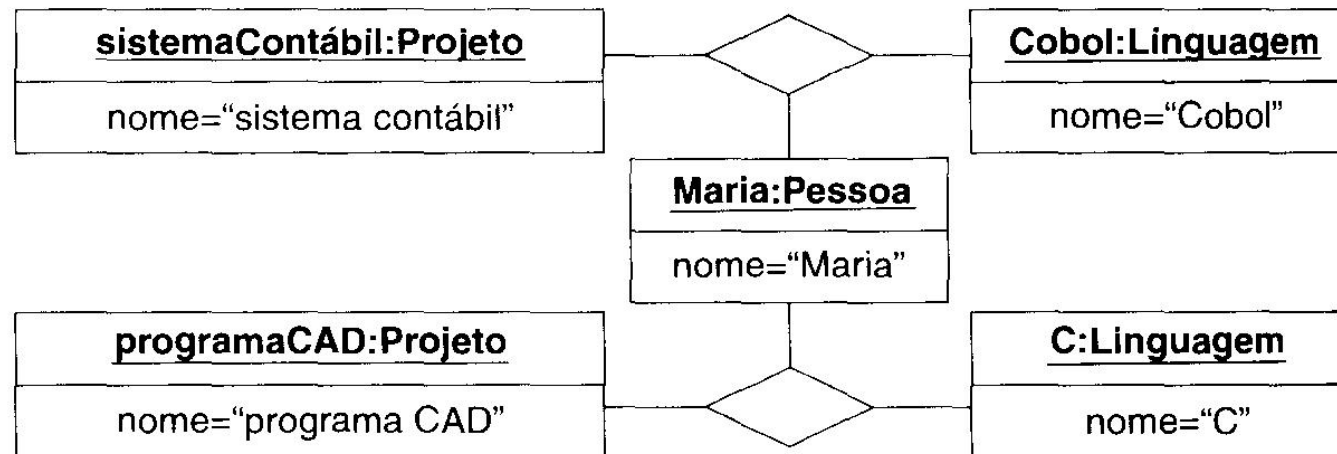 sistemaContábil:Projeto
nome=“sistema contábil”
Cobol:Linguagem
nome=“Cobol”
Maria:Pessoa
nome=“Maria”
programaCAD:Projeto
nome=“programa CAD”
C:Linguagem
nome=“C”